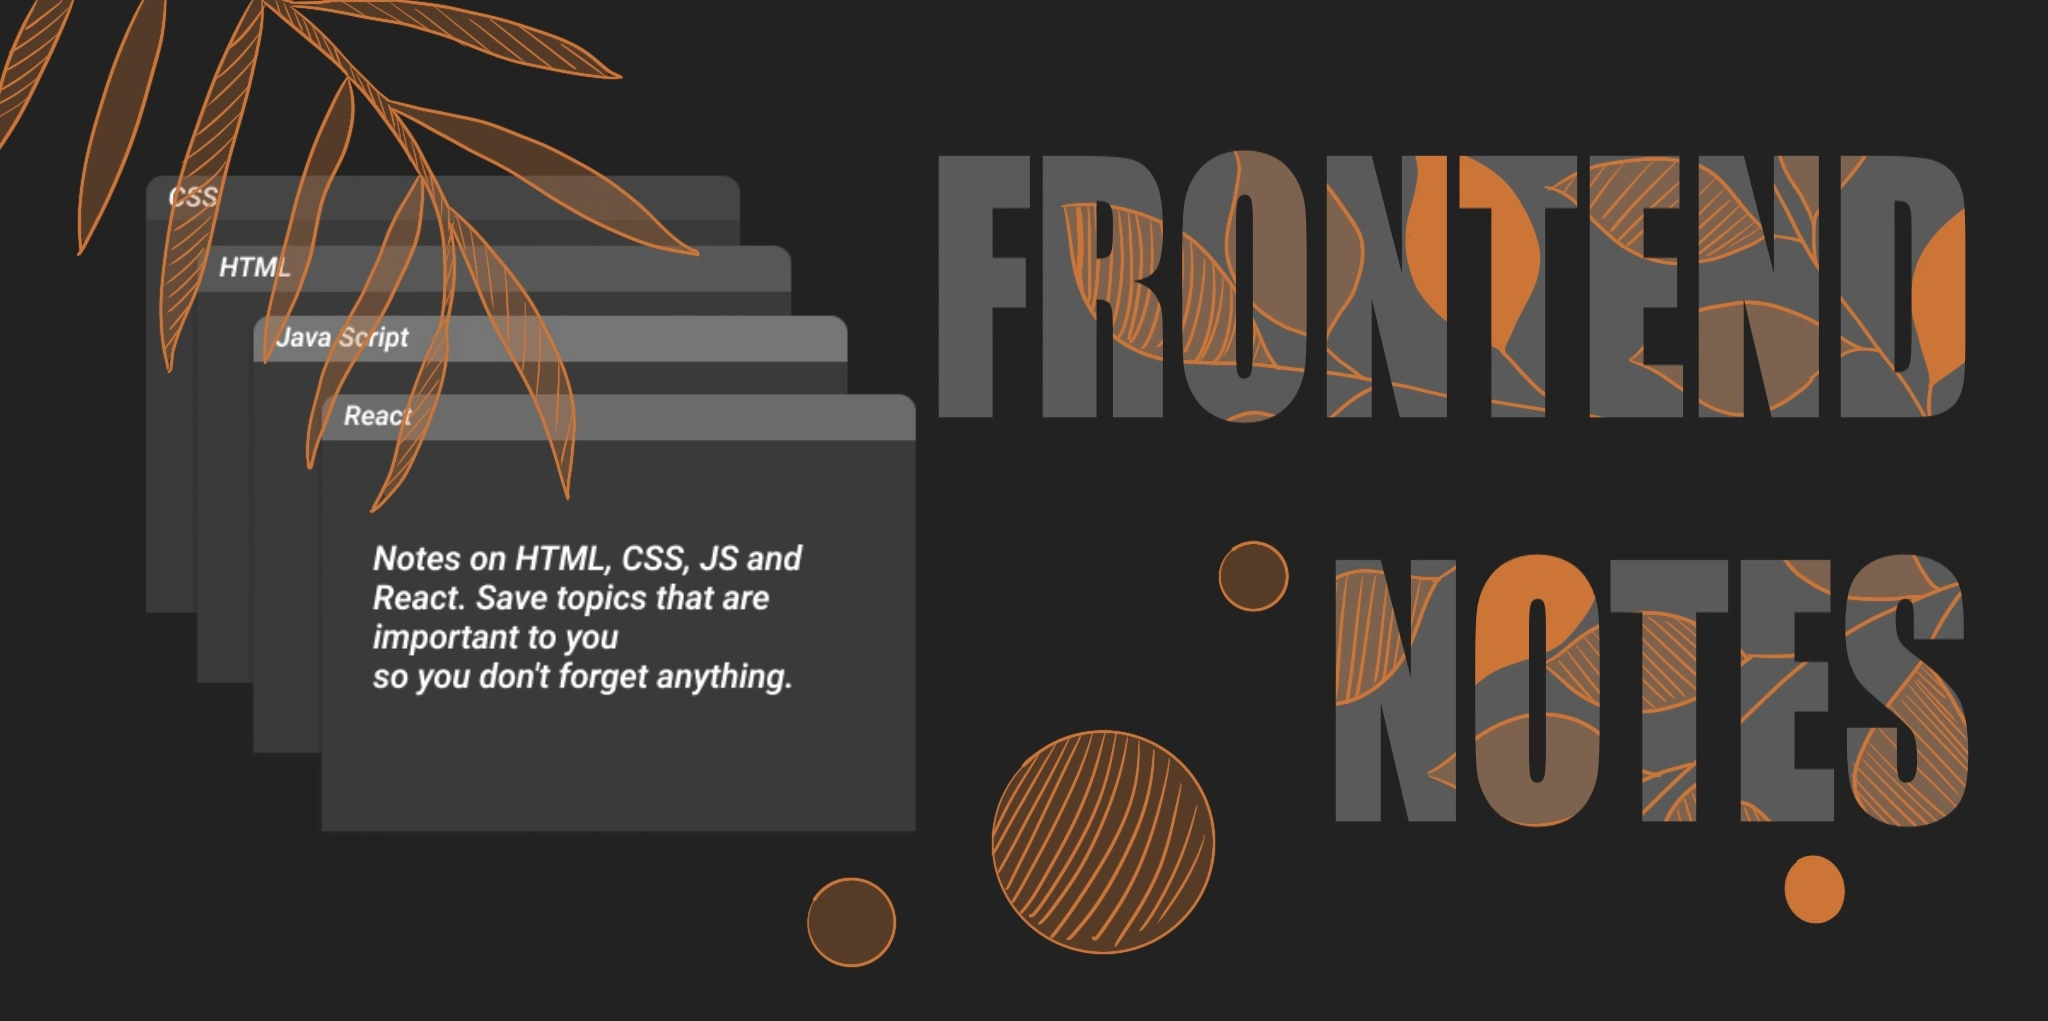 CSS
HTML
Java Script
React
Notes on HTML, CSS, JS and
React. Save topics that are
important to you
so you don't forget anything.
FRONTEND
NOTES